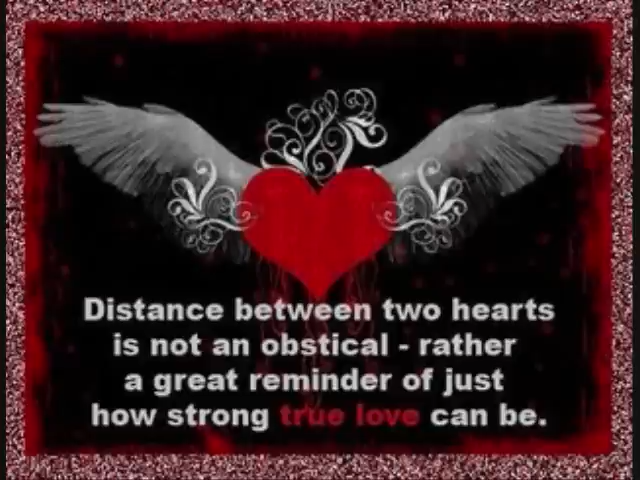 Distance between two hearts
is not an obstical - rather
a great reminder of just
how strong true love can be.